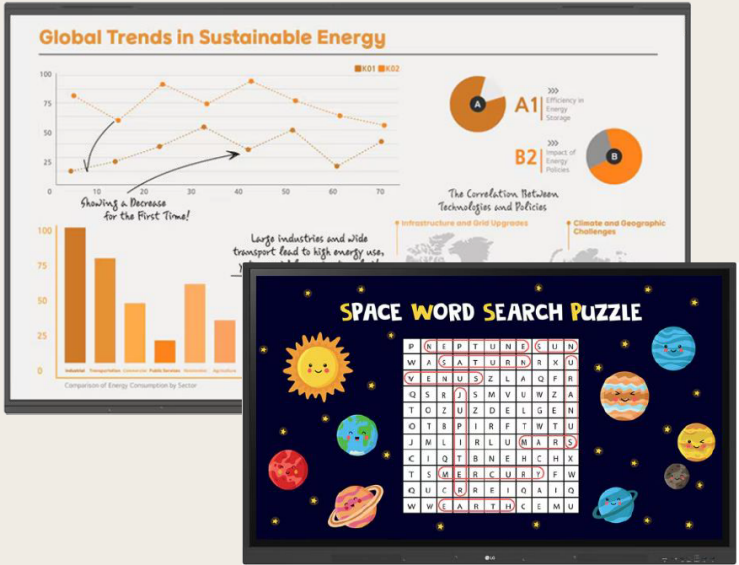 Global Trends in Sustainable Energy
K01 K02
100
75
50
25
0 10 20 30 40 50 60 70
Showing a Decrease
for the First Time!
A
A1
Efficiency in
Energy
Storage
B2
Impact of
Energy
Policies
B
The Correlation Between
Technologies and Policies
Infrastructure and Grid Upgrades
Climate and Geographic
Challenges
Large industries and wide
transport lead to high energy use,
100
75
50
25
0
Industrial Transportation Commercial Public Services Residential Agriculture
Comparison of Energy Consumption by Sector
SPACE WORD SEARCH PUZZLE
P N E P T U N E S U N
W A S A T U R N R X U
V E N U S Z L A Q F R
Q S R J S M V U W Z A
T O Z U Z D E L G E N
O T B P I R F T W T U
J M L I R L U M A R S
C I Q T B N E H C H X
T S M E R C U R Y F W
Q U C R R E L Q A I Q
W W E A R T H C E M U
LG